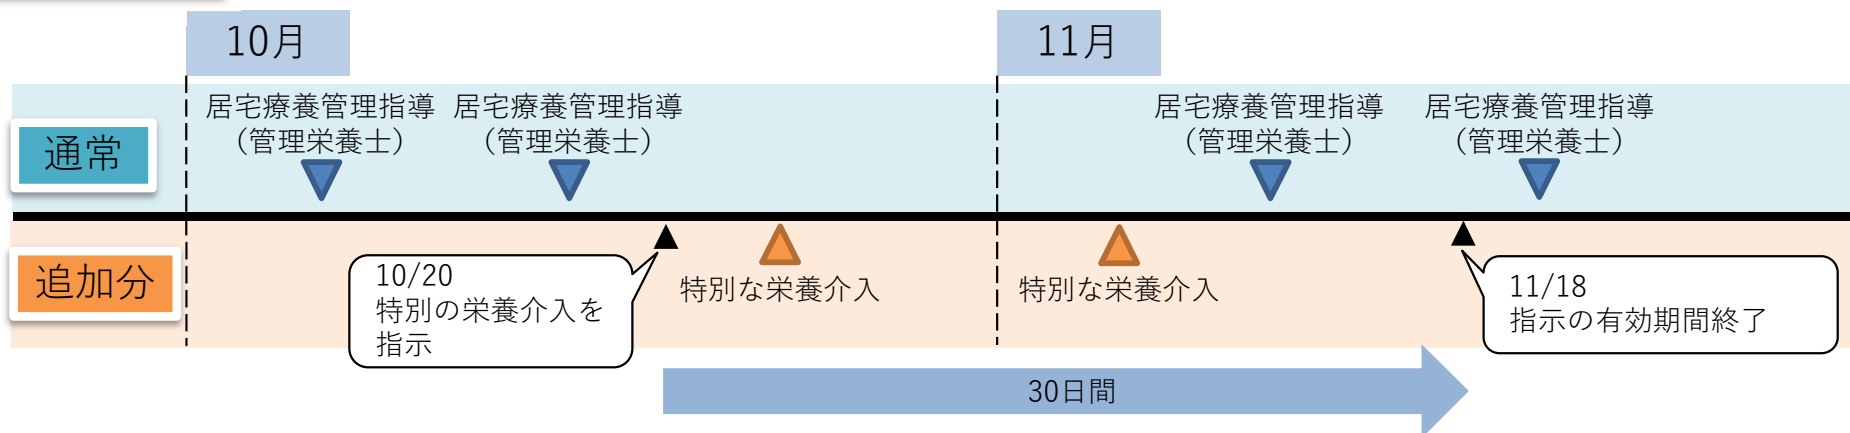 10月
11月
通常
居宅療養管理指導
(管理栄養士)
居宅療養管理指導
(管理栄養士)
居宅療養管理指導
(管理栄養士)
居宅療養管理指導
(管理栄養士)
追加分
10/20
特別の栄養介入を
指示
特別な栄養介入
特別な栄養介入
11/18
指示の有効期間終了
30日間